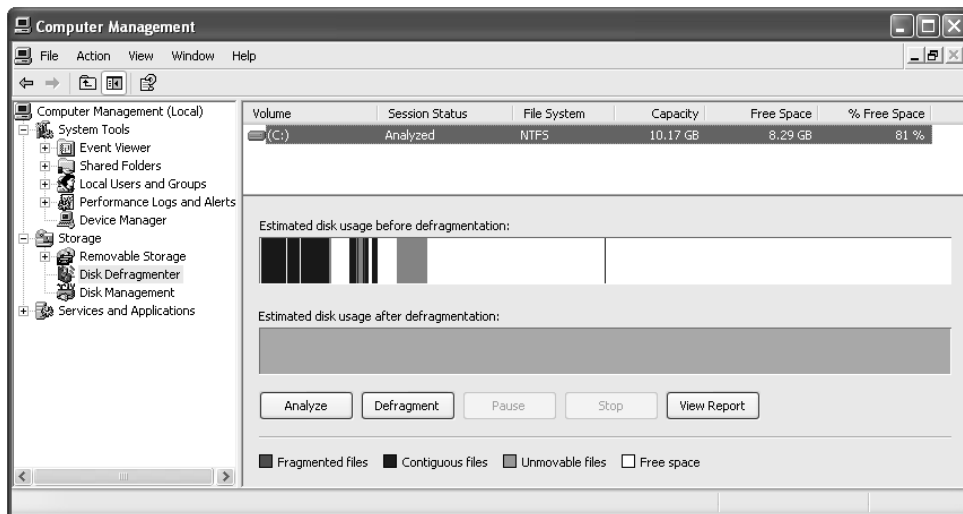 Computer Management
File Action View Window Help
Computer Management (Local)
System Tools
Event Viewer
Shared Folders
Local Users and Groups
Performance Logs and Alerts
Device Manager
Storage
Removable Storage
Disk Defragmenter
Disk Management
Services and Applications
Volume Session Status File System Capacity Free Space % Free Space
(C:) Analyzed NTFS 10.17 GB 8.29 GB 81 %
Estimated disk usage before defragmentation:
Estimated disk usage after defragmentation:
Analyze Defragment Pause Stop View Report
Fragmented files Contiguous files Unmovable files Free space